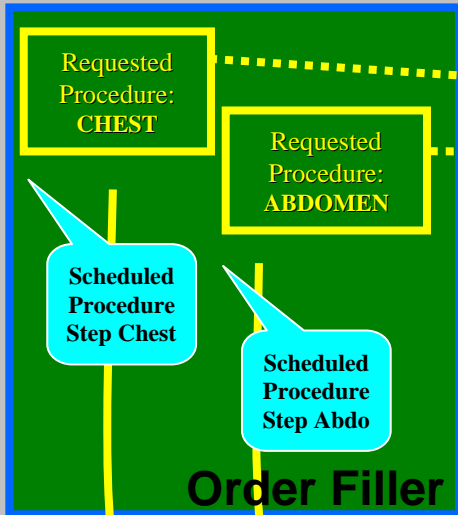 Requested
Procedure:
CHEST
Requested
Procedure:
ABDOMEN
Scheduled
Procedure
Step Chest
Scheduled
Procedure
Step Abdo
Order Filler